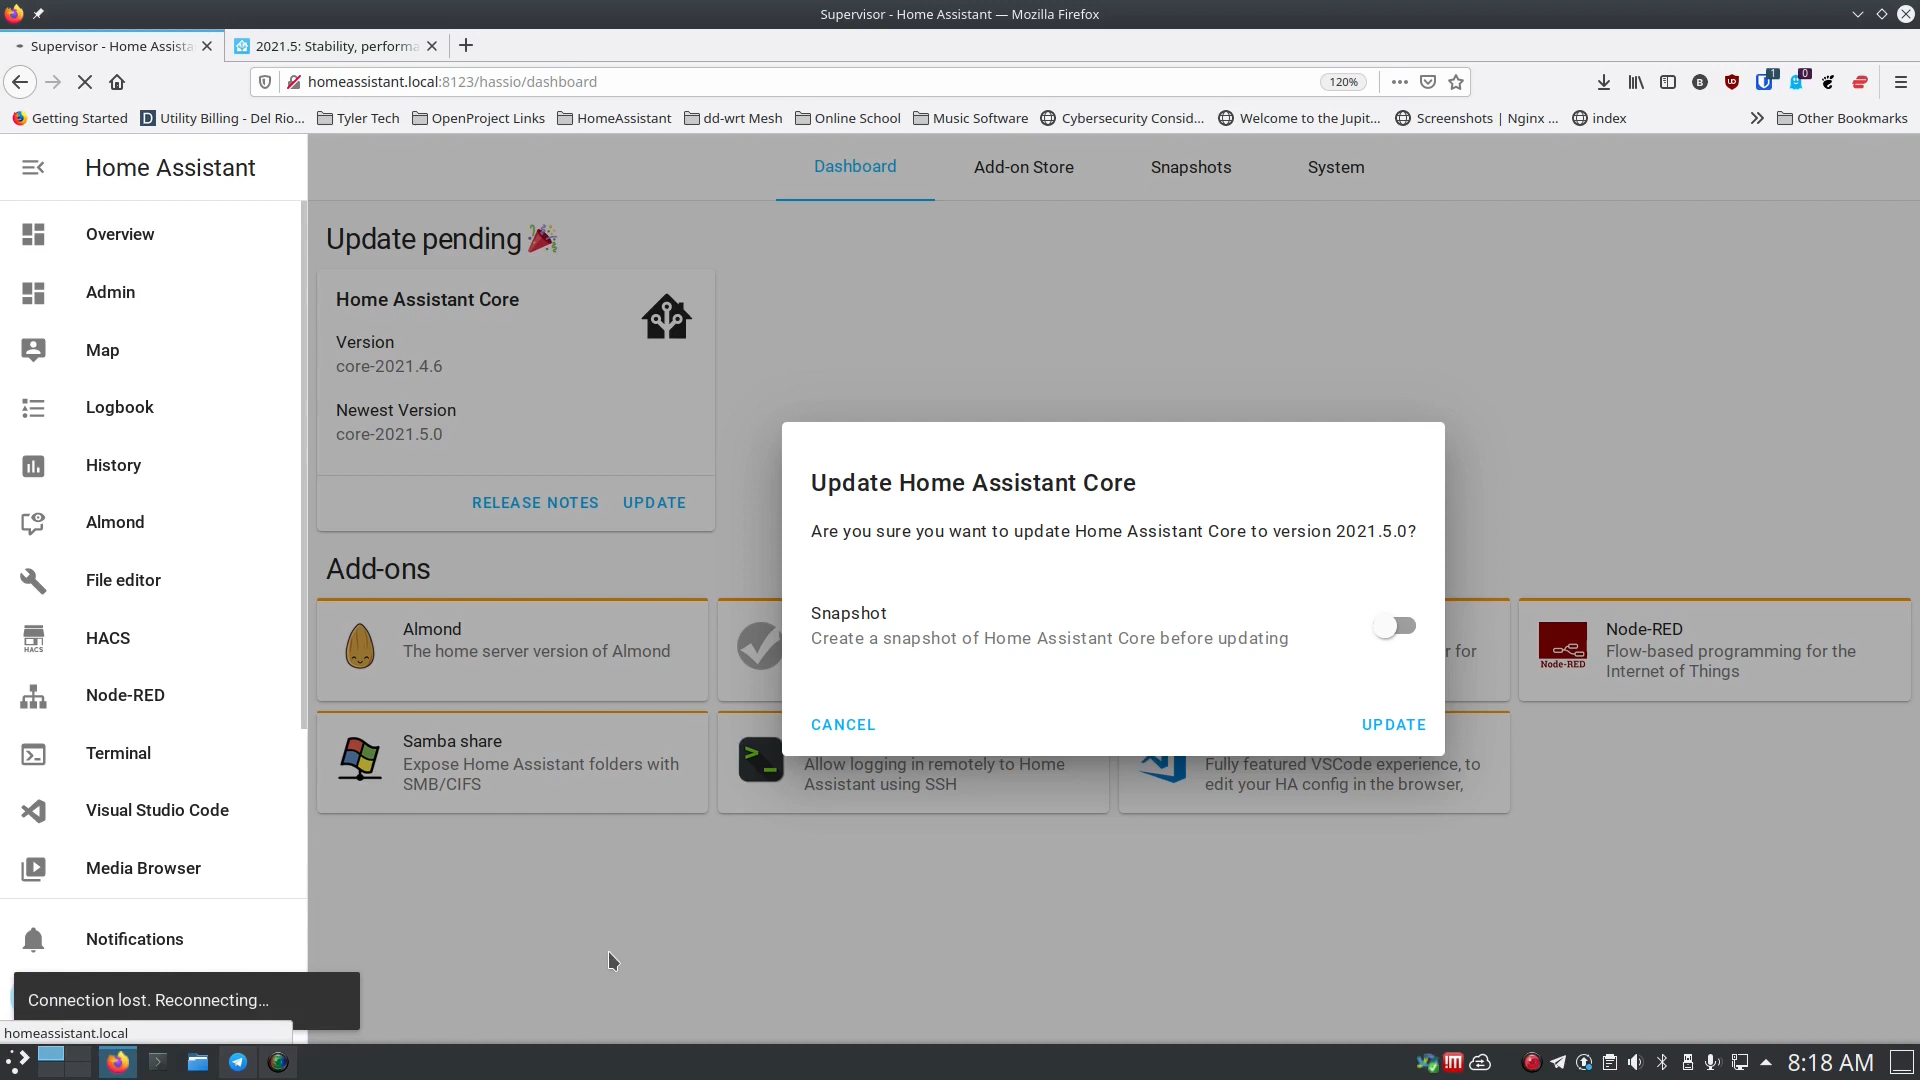 Supervisor - Home Assistant — Mozilla Firefox
Supervisor - Home Assista
2021.5: Stability, performa
homeassistant.local:8123/hassio/dashboard
120%
1
0
Getting Started
Utility Billing - Del Rio...
Tyler Tech
OpenProject Links
HomeAssistant
dd-wrt Mesh
Online School
Music Software
Cybersecurity Consid...
Welcome to the Jupit...
Screenshots | Nginx ...
index
Other Bookmarks
Home Assistant
Dashboard
Add-on Store
Snapshots
System
Overview
Admin
Map
Logbook
History
Almond
File editor
HACS
HACS
Node-RED
Terminal
Visual Studio Code
Media Browser
Notifications
Update pending
Home Assistant Core
Version
core-2021.4.6
Newest Version
core-2021.5.0
RELEASE NOTES
UPDATE
Add-ons
Almond
The home server version of Almond
r for
Node-RED
Node-RED
Flow-based programming for the
Internet of Things
Samba share
Expose Home Assistant folders with
SMB/CIFS
Allow logging in remotely to Home
Assistant using SSH
Fully featured VSCode experience, to
edit your HA config in the browser,
Update Home Assistant Core
Are you sure you want to update Home Assistant Core to version 2021.5.0?
Snapshot
Create a snapshot of Home Assistant Core before updating
CANCEL
UPDATE
Connection lost. Reconnecting...
homeassistant.local
8:18 AM